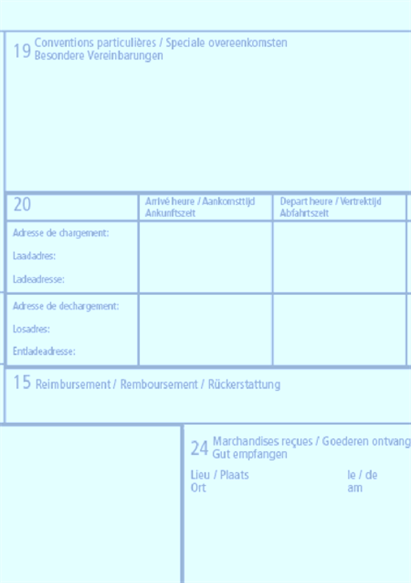 19 Conventions particulières / Speciale overeenkomsten
Besondere Vereinbarungen
20 Arrivé heure / Aankomsttijd Depart heure / Vertrektijd
Ankunftszeit Abfahrtszeit
Adresse de chargement:
Laadadres:
Ladeadresse:
Adresse de dechargement:
Losadres:
Entladeadresse:
15 Reimbursement / Remboursement / Rückerstattung
24 Marchandises reçues / Goederen ontvang
Gut empfangen
Lieu / Plaats le / de
Ort am